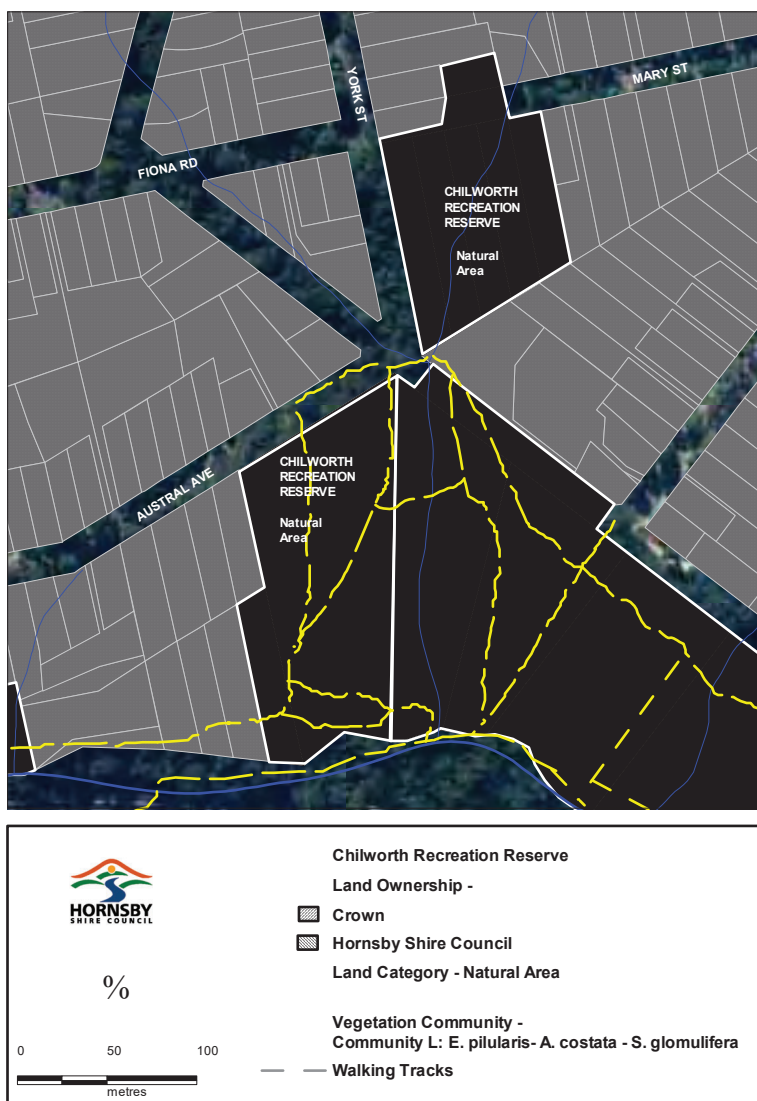 YORK ST
MARY ST
FIONA RD
CHILWORTH
RECREATION
RESERVE
Natural
Area
CHILWORTH
RECREATION
RESERVE
Natural
Area
AUSTRAL AVE
HORNSBY
SHIRE COUNCIL
%
0 50 100
metres
Chilworth Recreation Reserve
Land Ownership -
Crown
Hornsby Shire Council
Land Category - Natural Area
Vegetation Community -
Community L: E. pilularis- A. costata - S. glomulifera
Walking Tracks